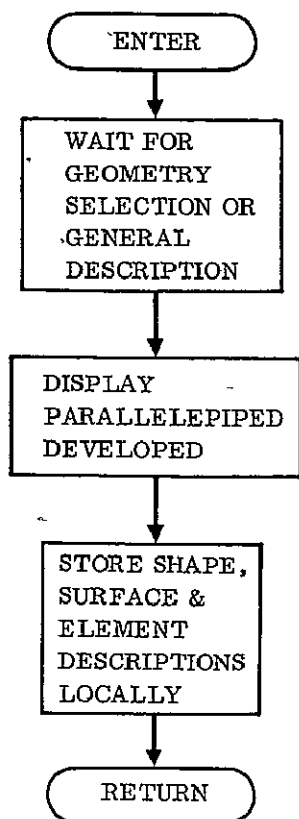 ENTER
WAIT FOR
GEOMETRY
SELECTION OR
GENERAL
DESCRIPTION
DISPLAY
PARALLELEPIPED
DEVELOPED
STORE SHAPE,
SURFACE &
ELEMENT
DESCRIPTIONS
LOCALLY
RETURN